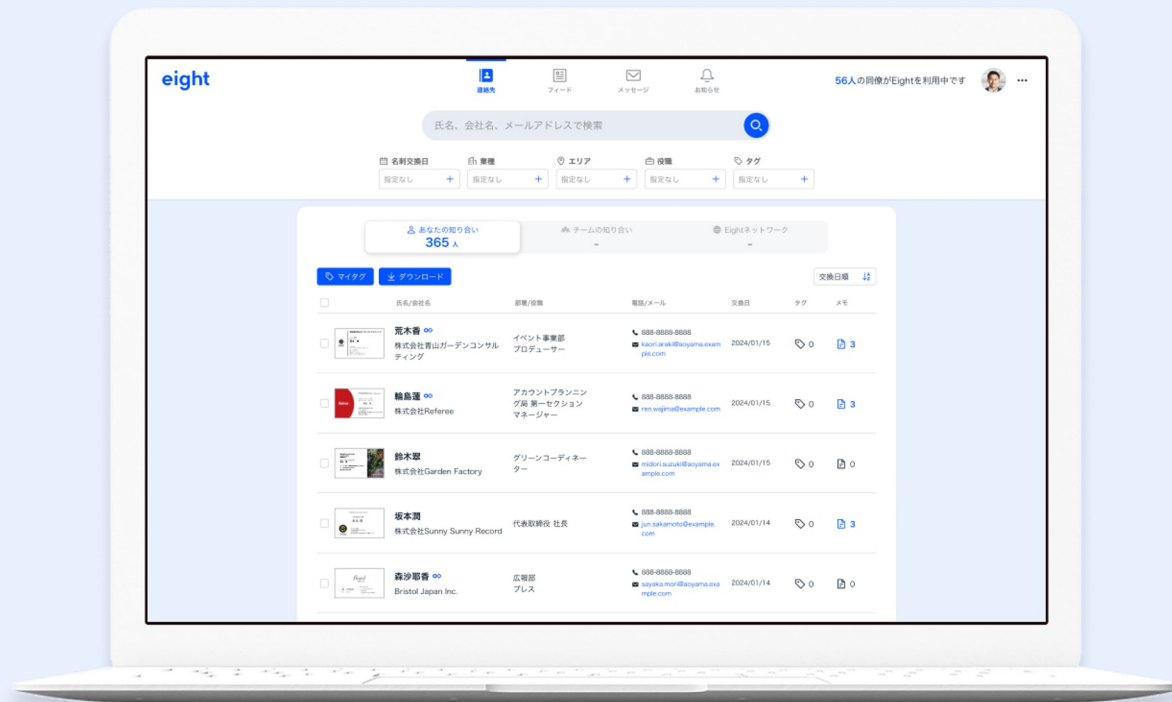 eight
連絡先
フィード
メッセージ
お知らせ
56人の同僚がEightを利用中です
氏名、会社名、メールアドレスで検索
名刺交換日
業種
エリア
役職
タグ
指定なし
指定なし
指定なし
指定なし
指定なし
あなたの知り合い
365 人
チームの知り合い
-
Eightネットワーク
-
マイタグ
ダウンロード
交換日順
氏名/会社名
部署/役職
電話/メール
交換日
タグ
メモ
荒木香
株式会社青山ガーデンコンサル
ティング
イベント事業部
プロデューサー
888-8888-8888
kaori.araki@aoyama.exam
ple.com
2024/01/15
0
3
輪島蓮
株式会社Referee
アカウントプランニン
グ局 第一セクション
マネージャー
888-8888-8888
ren.wajima@example.com
2024/01/15
0
3
鈴木翠
株式会社Garden Factory
グリーンコーディネー
ター
888-8888-8888
midori.suzuki@aoyama.ex
ample.com
2024/01/15
0
0
坂本潤
株式会社Sunny Sunny Record
代表取締役 社長
888-8888-8888
jun.sakamoto@example.
com
2024/01/14
0
3
森沙耶香
Bristol Japan Inc.
広報部
プレス
888-8888-8888
sayaka.mori@aoyama.exa
mple.com
2024/01/14
0
0